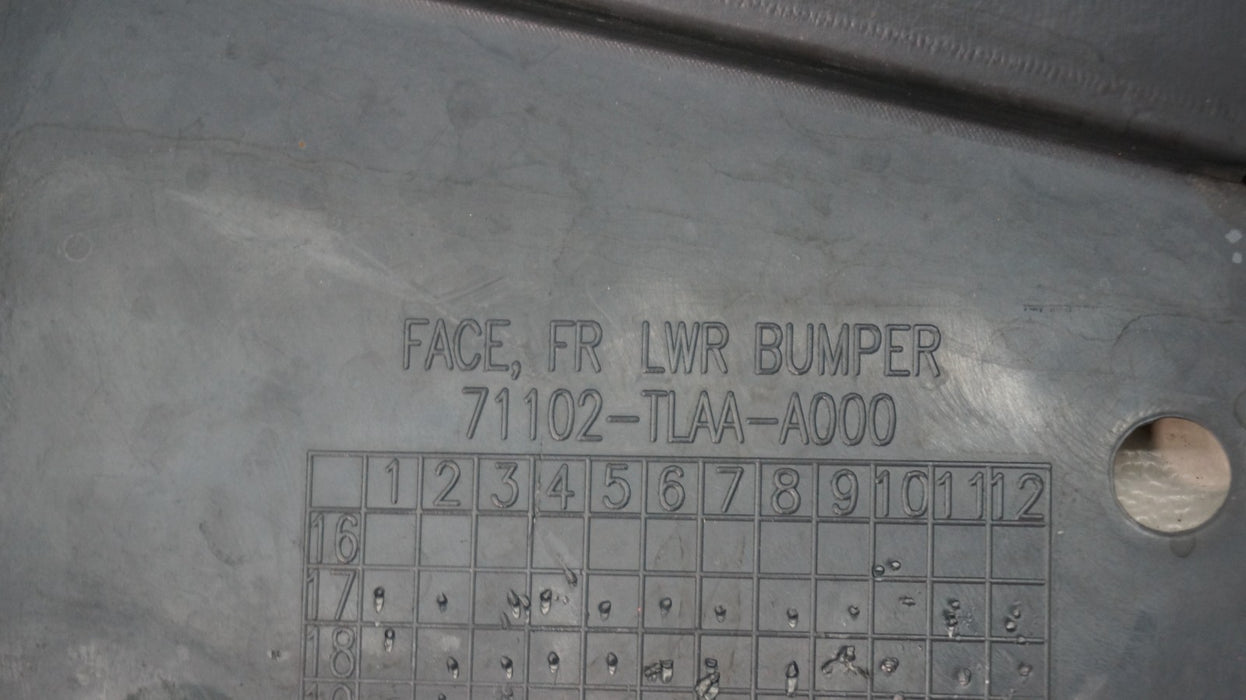 FACE, FR LWR BUMPER
71102-TLAA-A000
1 2 3 4 5 6 7 8 9 10 11 12
16
17
18